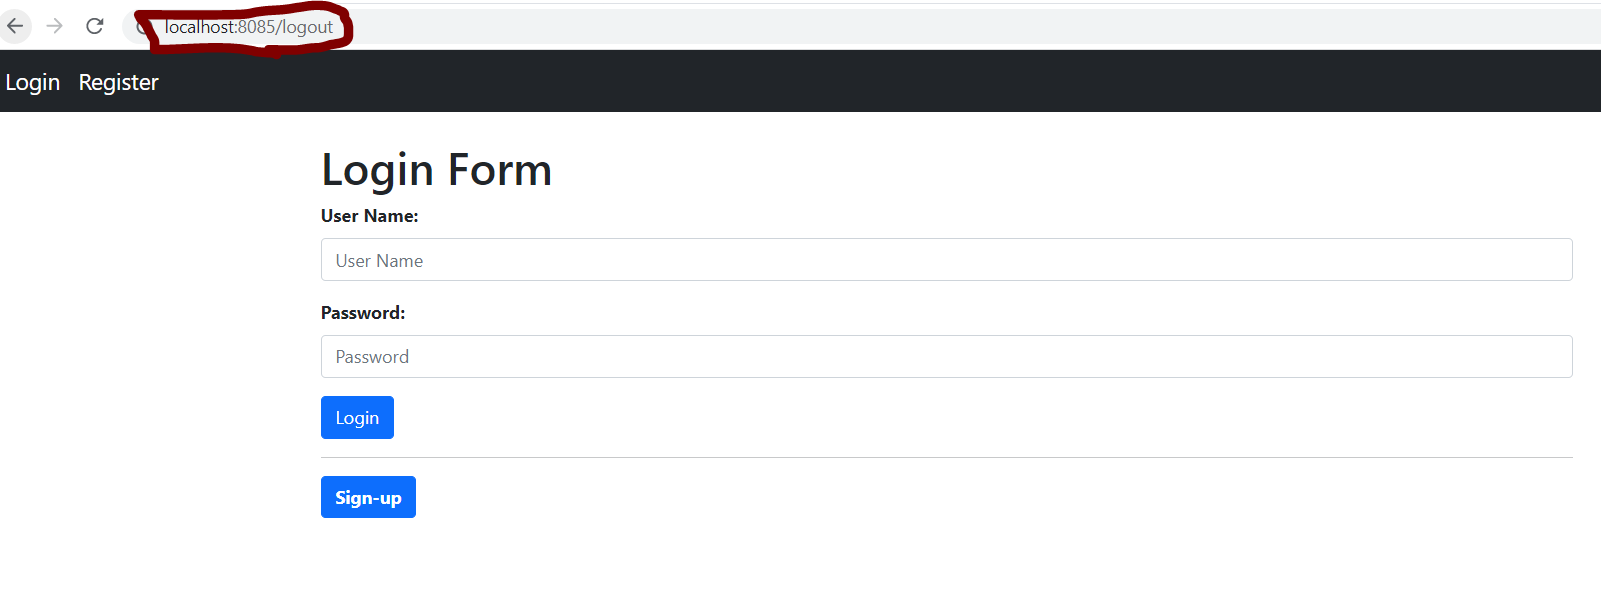 localhost:8085/logout
Login Register
Login Form
User Name:
User Name
Password:
Password
Login
Sign-up